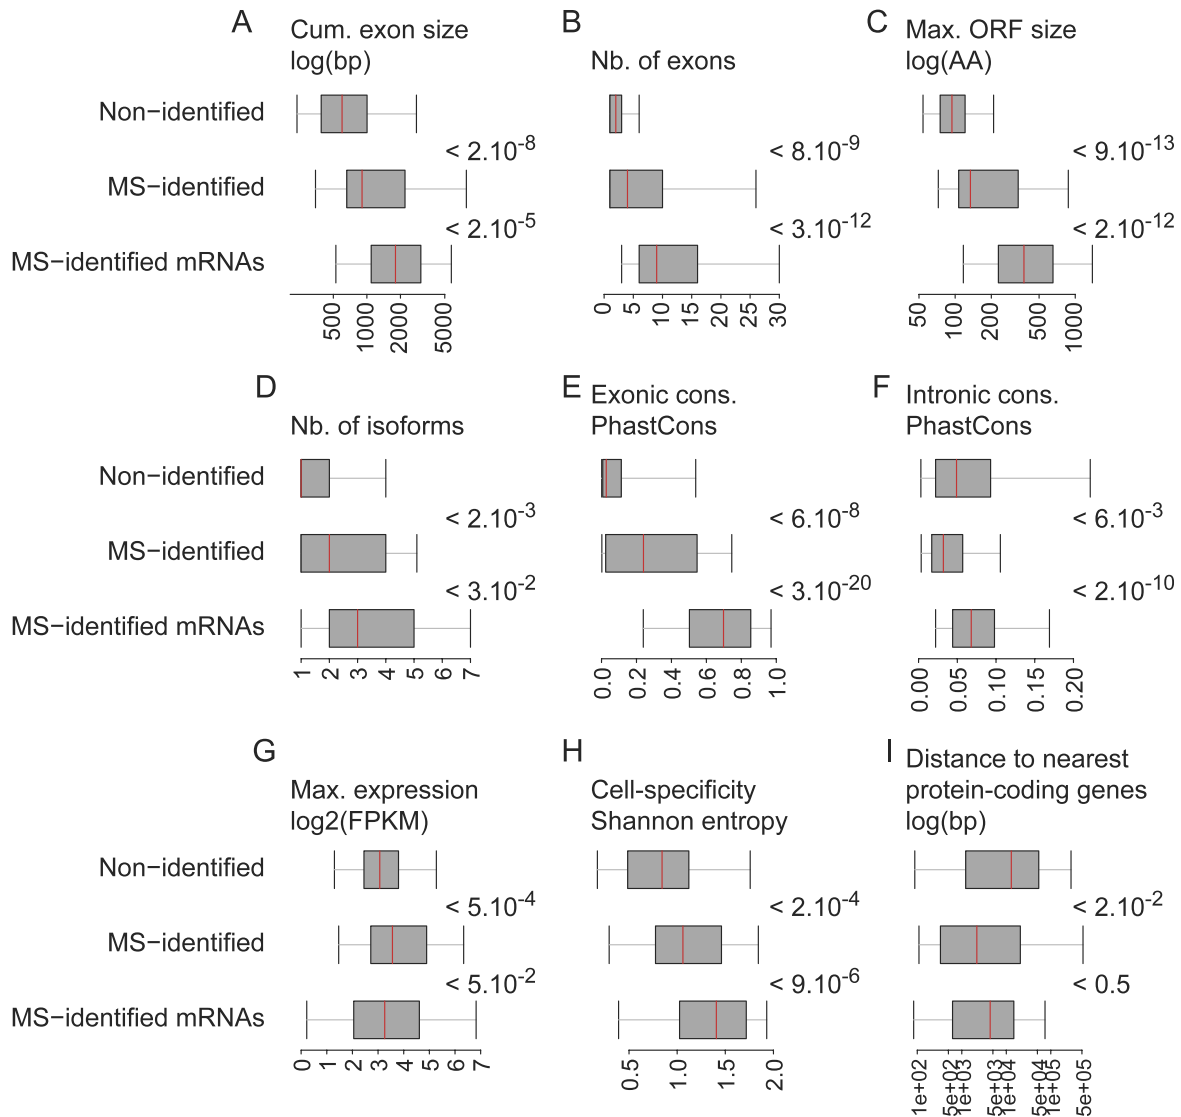 A
Cum. exon size
log(bp)
B
Nb. of exons
C
Max. ORF size
log(AA)
Non−identified
MS−identified
MS−identified mRNAs
< 2.10-8
< 2.10-5
< 8.10-9
< 3.10-12
< 9.10-13
< 2.10-12
500 1000 2000 5000
0 5 10 15 20 25 30
50 100 200 500 1000
D
Nb. of isoforms
E
Exonic cons.
PhastCons
F
Intronic cons.
PhastCons
Non−identified
MS−identified
MS−identified mRNAs
< 2.10-3
< 3.10-2
< 6.10-8
< 3.10-20
< 6.10-3
< 2.10-10
1 2 3 4 5 6 7
0.0 0.2 0.4 0.6 0.8 1.0
0.00 0.05 0.10 0.15 0.20
G
Max. expression
log2(FPKM)
H
Cell-specificity
Shannon entropy
I
Distance to nearest
protein-coding genes
log(bp)
Non−identified
MS−identified
MS−identified mRNAs
< 5.10-4
< 5.10-2
< 2.10-4
< 9.10-6
< 2.10-2
< 0.5
0 1 2 3 4 5 6 7
0.5 1.0 1.5 2.0
1e+02 5e+02 1e+03 5e+03 1e+04 5e+04 1e+05 5e+05